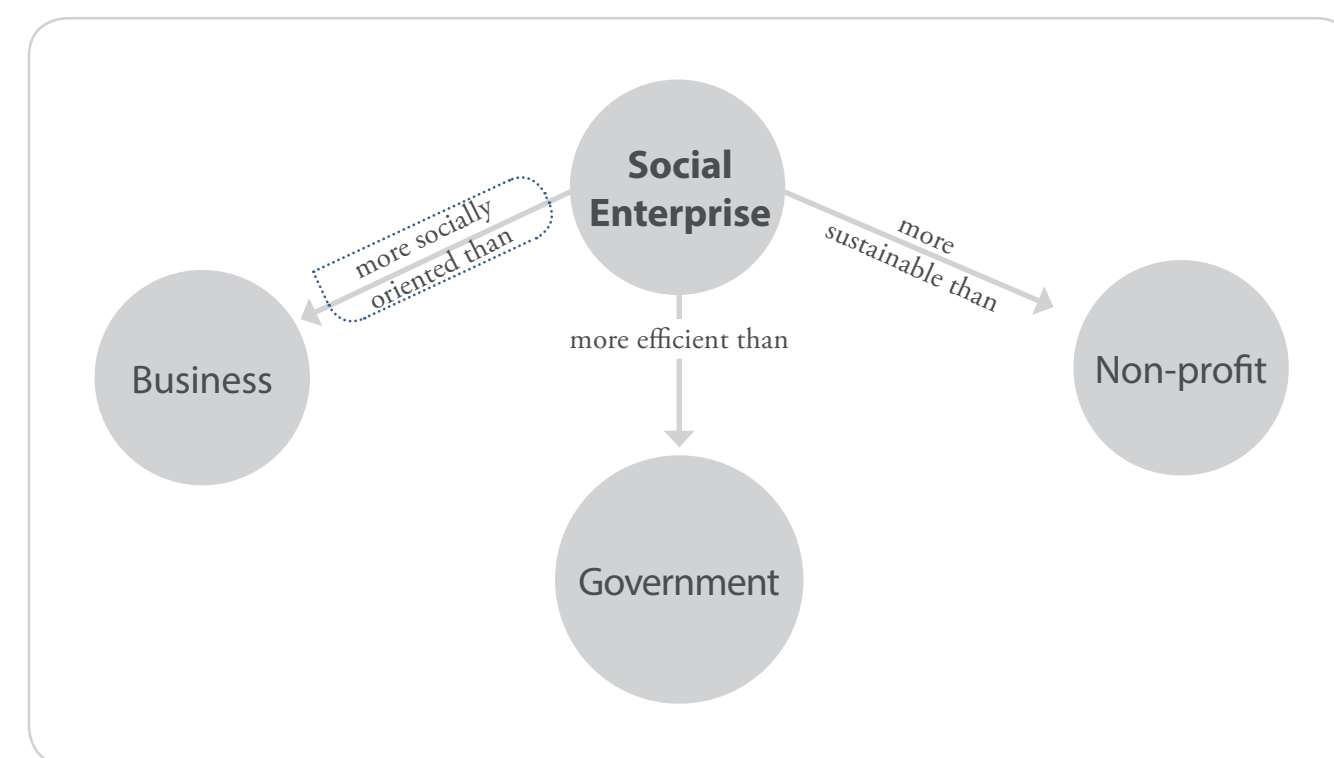 Social
Enterprise
more socially
oriented than
more
sustainable than
more efficient than
Business
Non-profit
Government